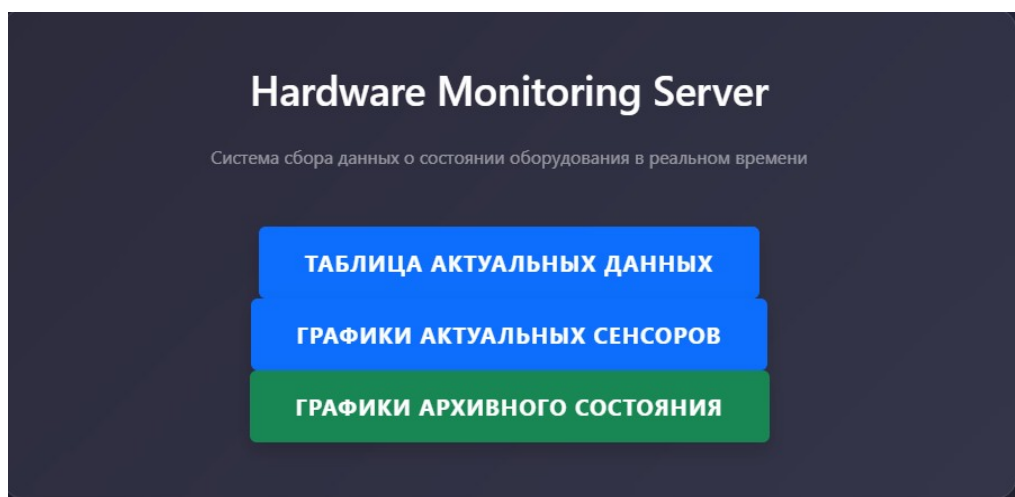 Hardware Monitoring Server
Система сбора данных о состоянии оборудования в реальном времени
ТАБЛИЦА АКТУАЛЬНЫХ ДАННЫХ
ГРАФИКИ АКТУАЛЬНЫХ СЕНСОРОВ
ГРАФИКИ АРХИВНОГО СОСТОЯНИЯ